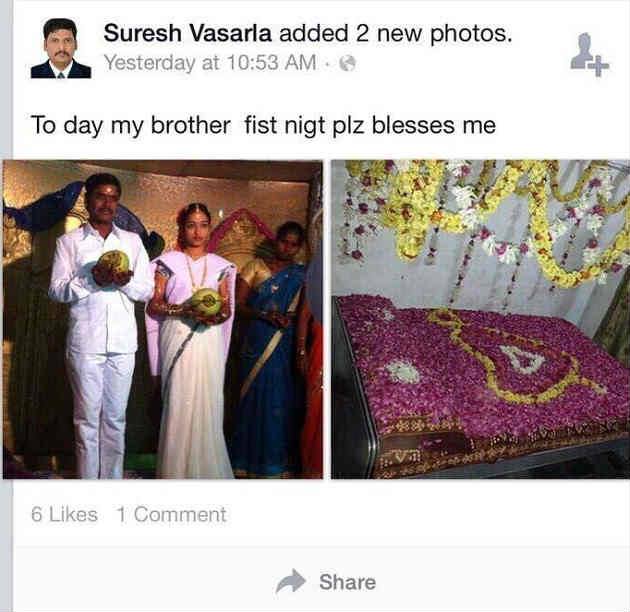 Suresh Vasarla added 2 new photos.
Yesterday at 10:53 AM ·
To day my brother fist nigt plz blesses me
6 Likes 1 Comment
Share